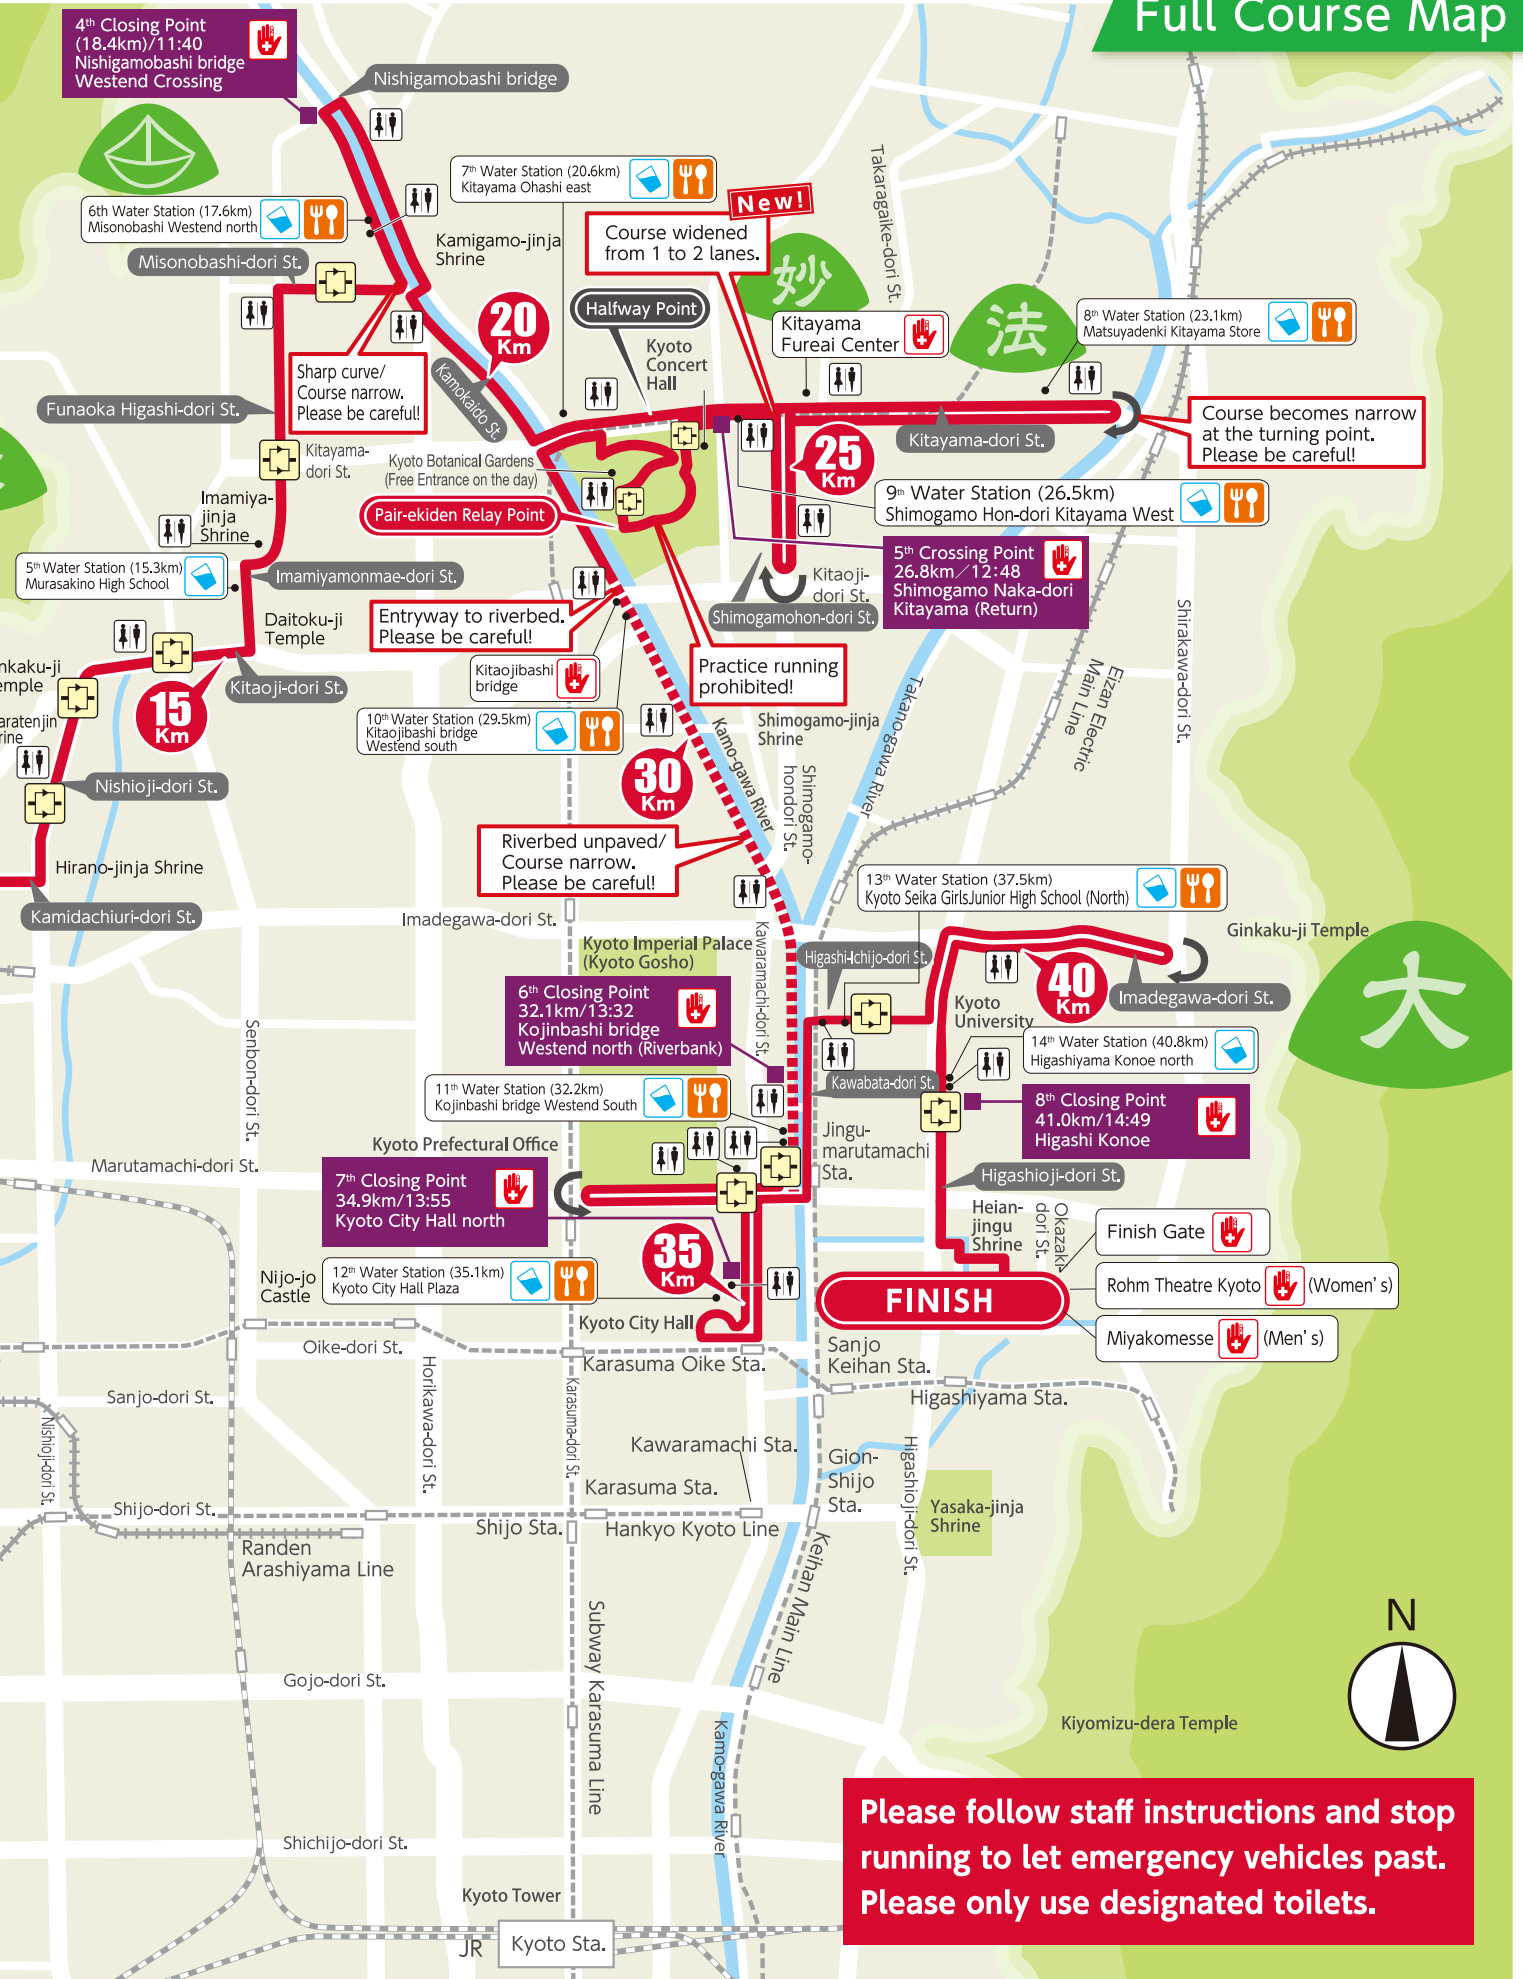 Full Course Map
4th Closing Point
(18.4km)/11:40
Nishigamobashi bridge
Westend Crossing
Nishigamobashi bridge
7th Water Station (20.6km)
Kitayama Ohashi east
New!
Course widened
from 1 to 2 lanes.
Takaragaike-dori St.
6th Water Station (17.6km)
Misonobashi Westend north
Misonobashi-dori St.
Kamigamo-jinja
Shrine
妙
法
20
Km
Halfway Point
Kitayama
Fureai Center
8th Water Station (23.1km)
Matsuyadenki Kitayama Store
Kyoto
Concert
Hall
Sharp curve/
Course narrow.
Please be careful!
Kamokaido St.
Funaoka Higashi-dori St.
Kitayama-
dori St.
Kitayama-dori St.
Course becomes narrow
at the turning point.
Please be careful!
25
Km
Kyoto Botanical Gardens
(Free Entrance on the day)
Pair-ekiden Relay Point
9th Water Station (26.5km)
Shimogamo Hon-dori Kitayama West
Imamiya-
jinja
Shrine
5th Water Station (15.3km)
Murasakino High School
Imamiyamonmae-dori St.
5th Crossing Point
26.8km/12:48
Shimogamo Naka-dori
Kitayama (Return)
Kitaoji-
dori St.
Shimogamohon-dori St.
Entryway to riverbed.
Please be careful!
Daitoku-ji
Temple
Kitaojibashi
bridge
Practice running
prohibited!
Shirakawa-dori St.
Eizan Electric
Main Line
Takano-gawa River
nkaku-ji
emple
Kitaoji-dori St.
15
Km
aratenjin
rine
10th Water Station (29.5km)
Kitaojibashi bridge
Westend south
Shimogamo-jinja
Shrine
Kamo-gawa River
Shimogamo-
hondori St.
30
Km
Nishioji-dori St.
Riverbed unpaved/
Course narrow.
Please be careful!
Hirano-jinja Shrine
Kamidachiuri-dori St.
13th Water Station (37.5km)
Kyoto Seika GirlsJunior High School (North)
Imadegawa-dori St.
Ginkaku-ji Temple
大
Kyoto Imperial Palace
(Kyoto Gosho)
Kawaramachi-dori St.
Higashi-Ichijo-dori St.
40
Km
Imadegawa-dori St.
6th Closing Point
32.1km/13:32
Kojinbashi bridge
Westend north (Riverbank)
Kyoto
University
14th Water Station (40.8km)
Higashiyama Konoe north
Senbon-dori St.
11th Water Station (32.2km)
Kojinbashi bridge Westend South
Kawabata-dori St.
8th Closing Point
41.0km/14:49
Higashi Konoe
Kyoto Prefectural Office
Jingu-
marutamachi
Sta.
Marutamachi-dori St.
7th Closing Point
34.9km/13:55
Kyoto City Hall north
Higashioji-dori St.
Heian-
jingu
Shrine
Okazaki-
dori St.
Finish Gate
35
Km
Nijo-jo
Castle
12th Water Station (35.1km)
Kyoto City Hall Plaza
Rohm Theatre Kyoto
(Women's)
FINISH
Kyoto City Hall
Miyakomesse
(Men's)
Oike-dori St.
Karasuma Oike Sta.
Sanjo
Keihan Sta.
Higashiyama Sta.
Sanjo-dori St.
Nishioji-dori St.
Horikawa-dori St.
Karasuma-dori St.
Kawaramachi Sta.
Karasuma Sta.
Gion-
Shijo
Sta.
Higashioji-dori St.
Yasaka-jinja
Shrine
Shijo-dori St.
Shijo Sta.
Hankyo Kyoto Line
Randen
Arashiyama Line
Keihan Main Line
Subway Karasuma Line
N
Gojo-dori St.
Kamo-gawa River
Kiyomizu-dera Temple
Shichijo-dori St.
Kyoto Tower
JR
Kyoto Sta.
Please follow staff instructions and stop
running to let emergency vehicles past.
Please only use designated toilets.